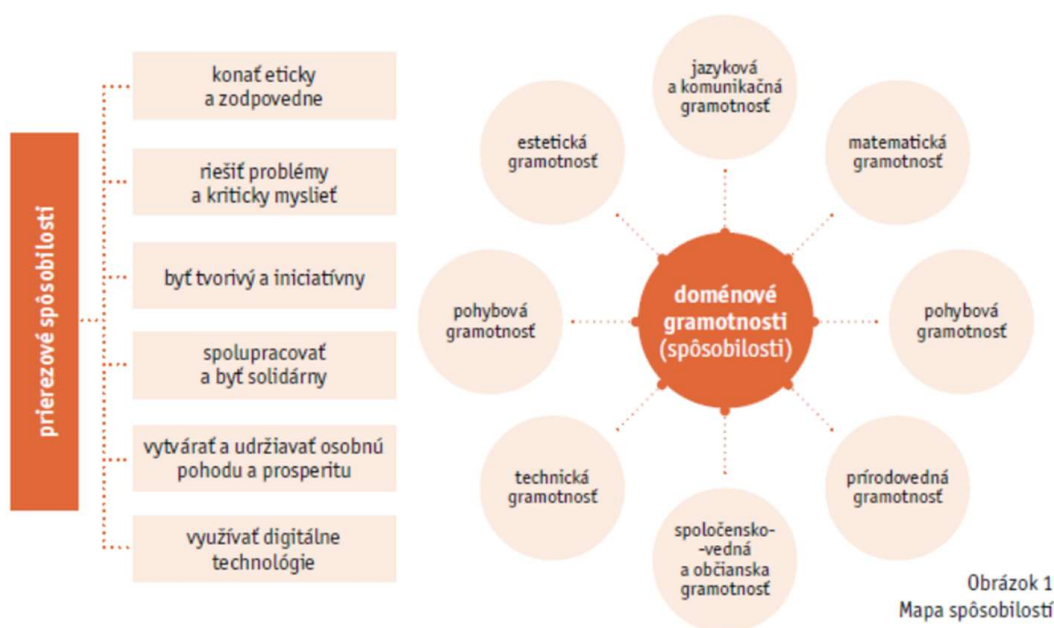 prierezové spôsobilosti
konať eticky
a zodpovedne
riešiť problémy
a kriticky myslieť
byť tvorivý a iniciatívny
spolupracovať
a byť solidárny
vytvárať a udržiavať osobnú
pohodu a prosperitu
využívať digitálne
technológie
jazyková
a komunikačná
gramotnosť
estetická
gramotnosť
matematická
gramotnosť
pohybová
gramotnosť
doménové
gramotnosti
(spôsobilosti)
pohybová
gramotnosť
technická
gramotnosť
prírodovedná
gramotnosť
spoločensko-
-vedná
a občianska
gramotnosť
Obrázok 1
Mapa spôsobilostí